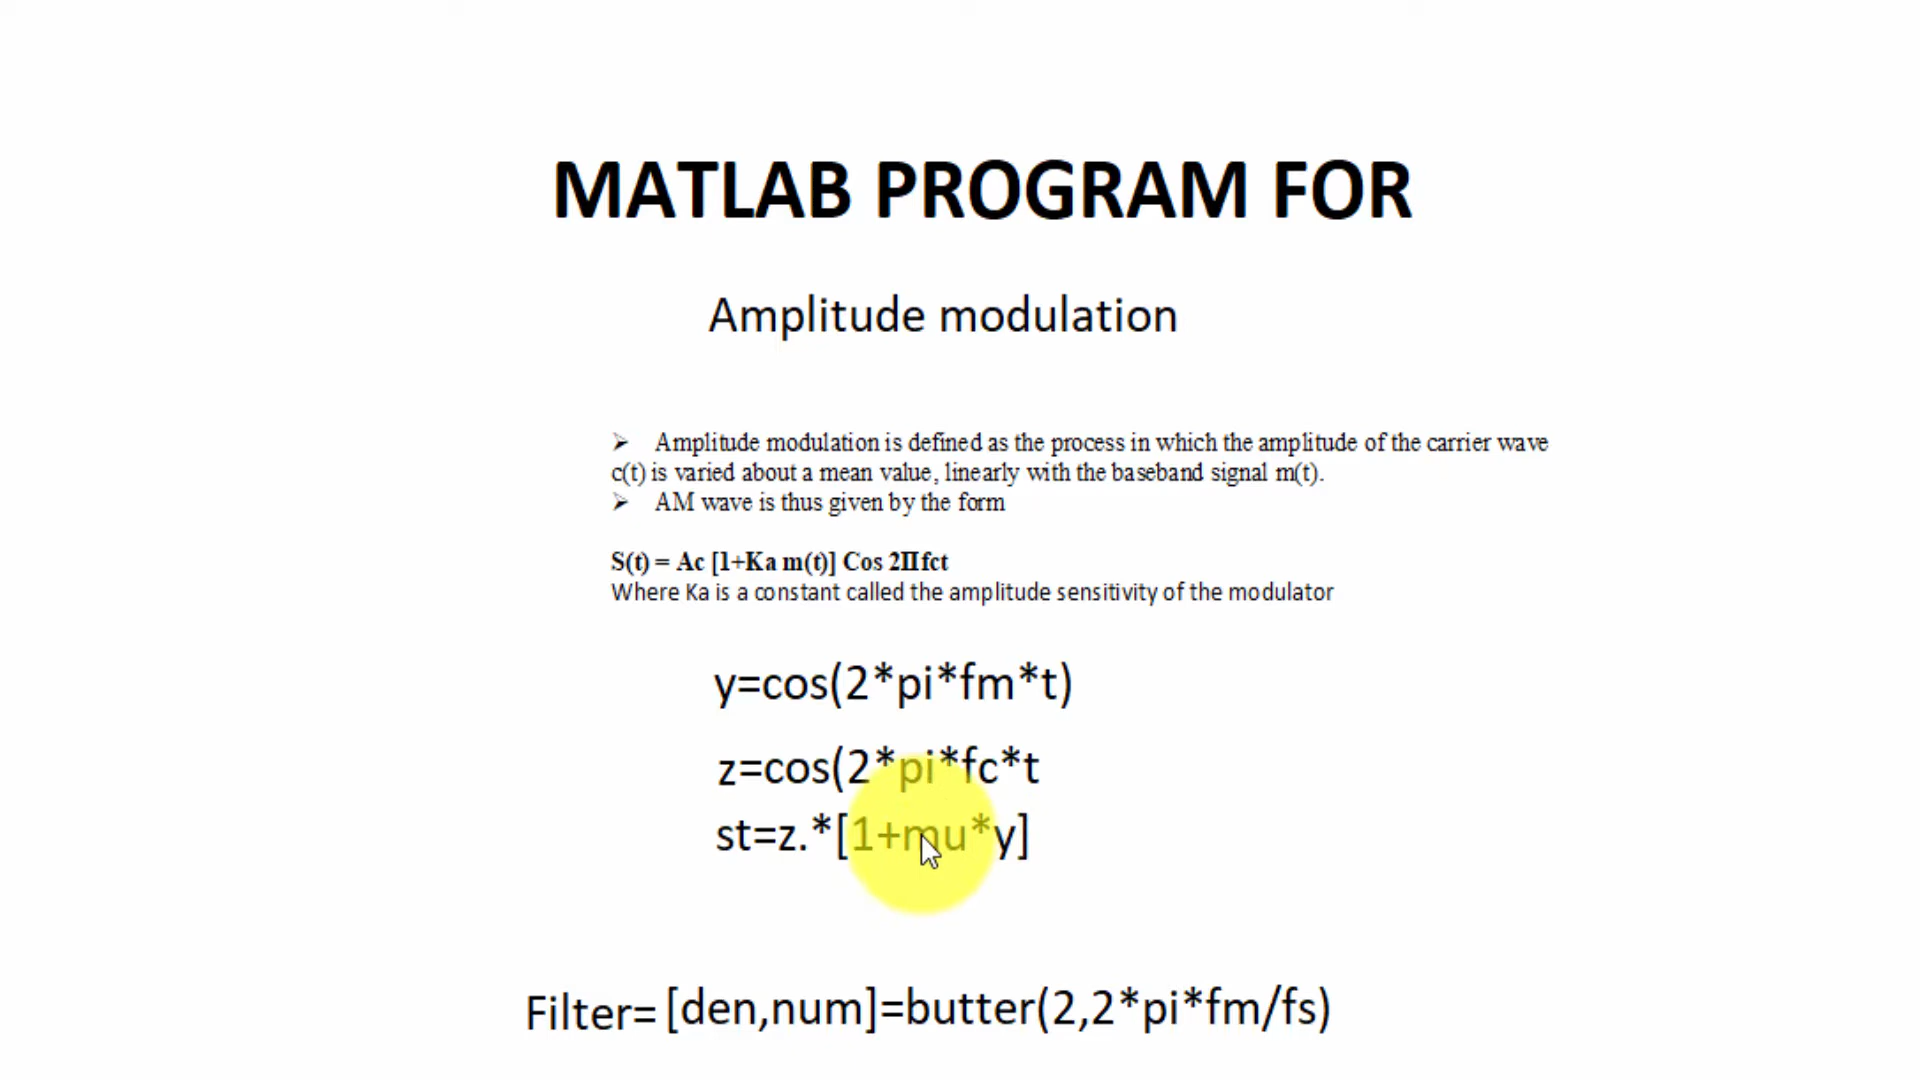 MATLAB PROGRAM FOR
Amplitude modulation
➢ Amplitude modulation is defined as the process in which the amplitude of the carrier wave
c(t) is varied about a mean value, linearly with the baseband signal m(t).
➢ AM wave is thus given by the form
S(t) = Ac [1+Ka m(t)] Cos 2Πfct
Where Ka is a constant called the amplitude sensitivity of the modulator
y=cos(2*pi*fm*t)
z=cos(2*pi*fc*t
st=z.*[1+mu*y]
Filter= [den,num]=butter(2,2*pi*fm/fs)